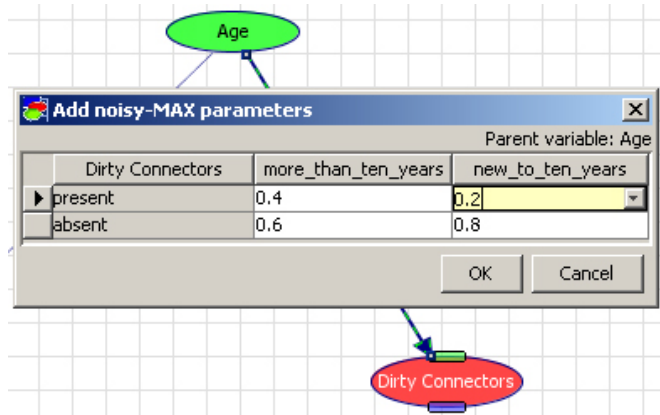 Age
Add noisy-MAX parameters
Parent variable: Age
Dirty Connectors more_than_ten_years new_to_ten_years
present 0.4 0.2
absent 0.6 0.8
OK Cancel
Dirty Connectors